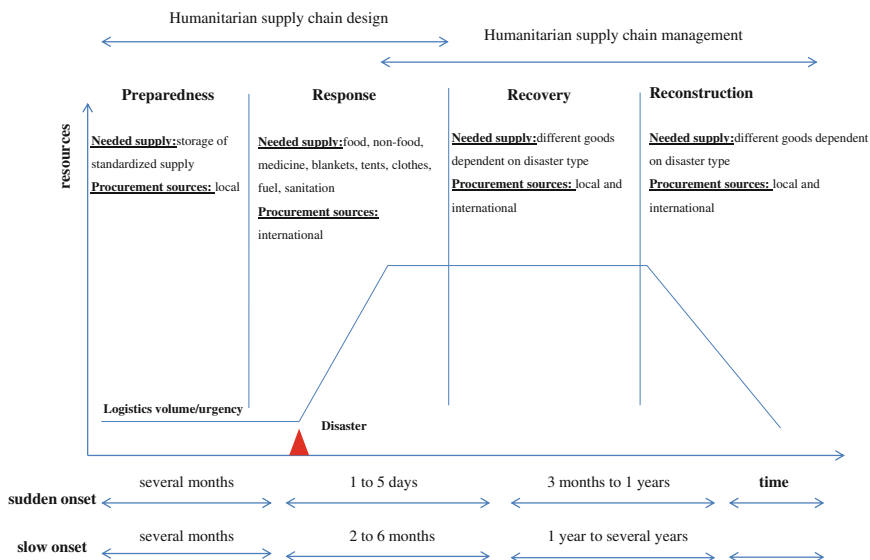 Humanitarian supply chain design
Humanitarian supply chain management
Preparedness
Response
Recovery
Reconstruction
resources
Needed supply:storage of
standardized supply
Procurement sources: local
Needed supply:food, non-food,
medicine, blankets, tents, clothes,
fuel, sanitation
Procurement sources:
international
Needed supply:different goods
dependent on disaster type
Procurement sources: local and
international
Needed supply:different goods dependent
on disaster type
Procurement sources: local and
international
Logistics volume/urgency
Disaster
sudden onset
several months
1 to 5 days
3 months to 1 years
time
slow onset
several months
2 to 6 months
1 year to several years